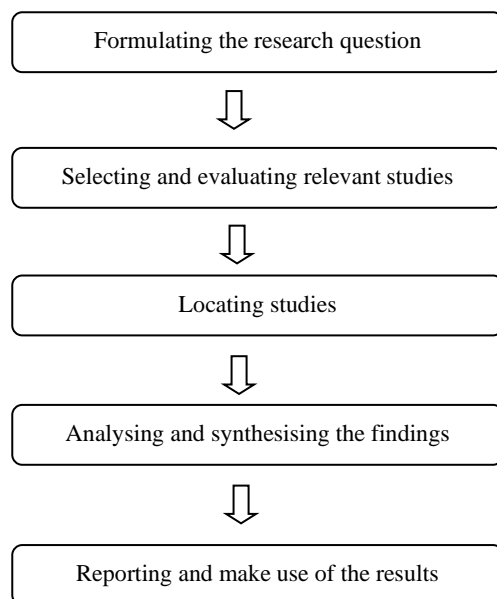 Formulating the research question
Selecting and evaluating relevant studies
Locating studies
Analysing and synthesising the findings
Reporting and make use of the results